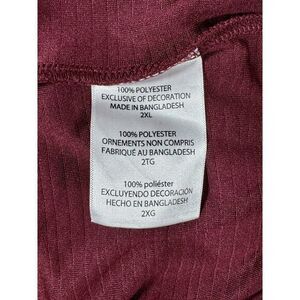 100% POLYESTER
EXCLUSIVE OF DECORATION
MADE IN BANGLADESH
2XL
100% POLYESTER
ORNEMENTS NON COMPRIS
FABRIQUÉ AU BANGLADESH
2TG
100% poliéster
EXCLUYENDO DECORACIÓN
HECHO EN BANGLADESH
2XG